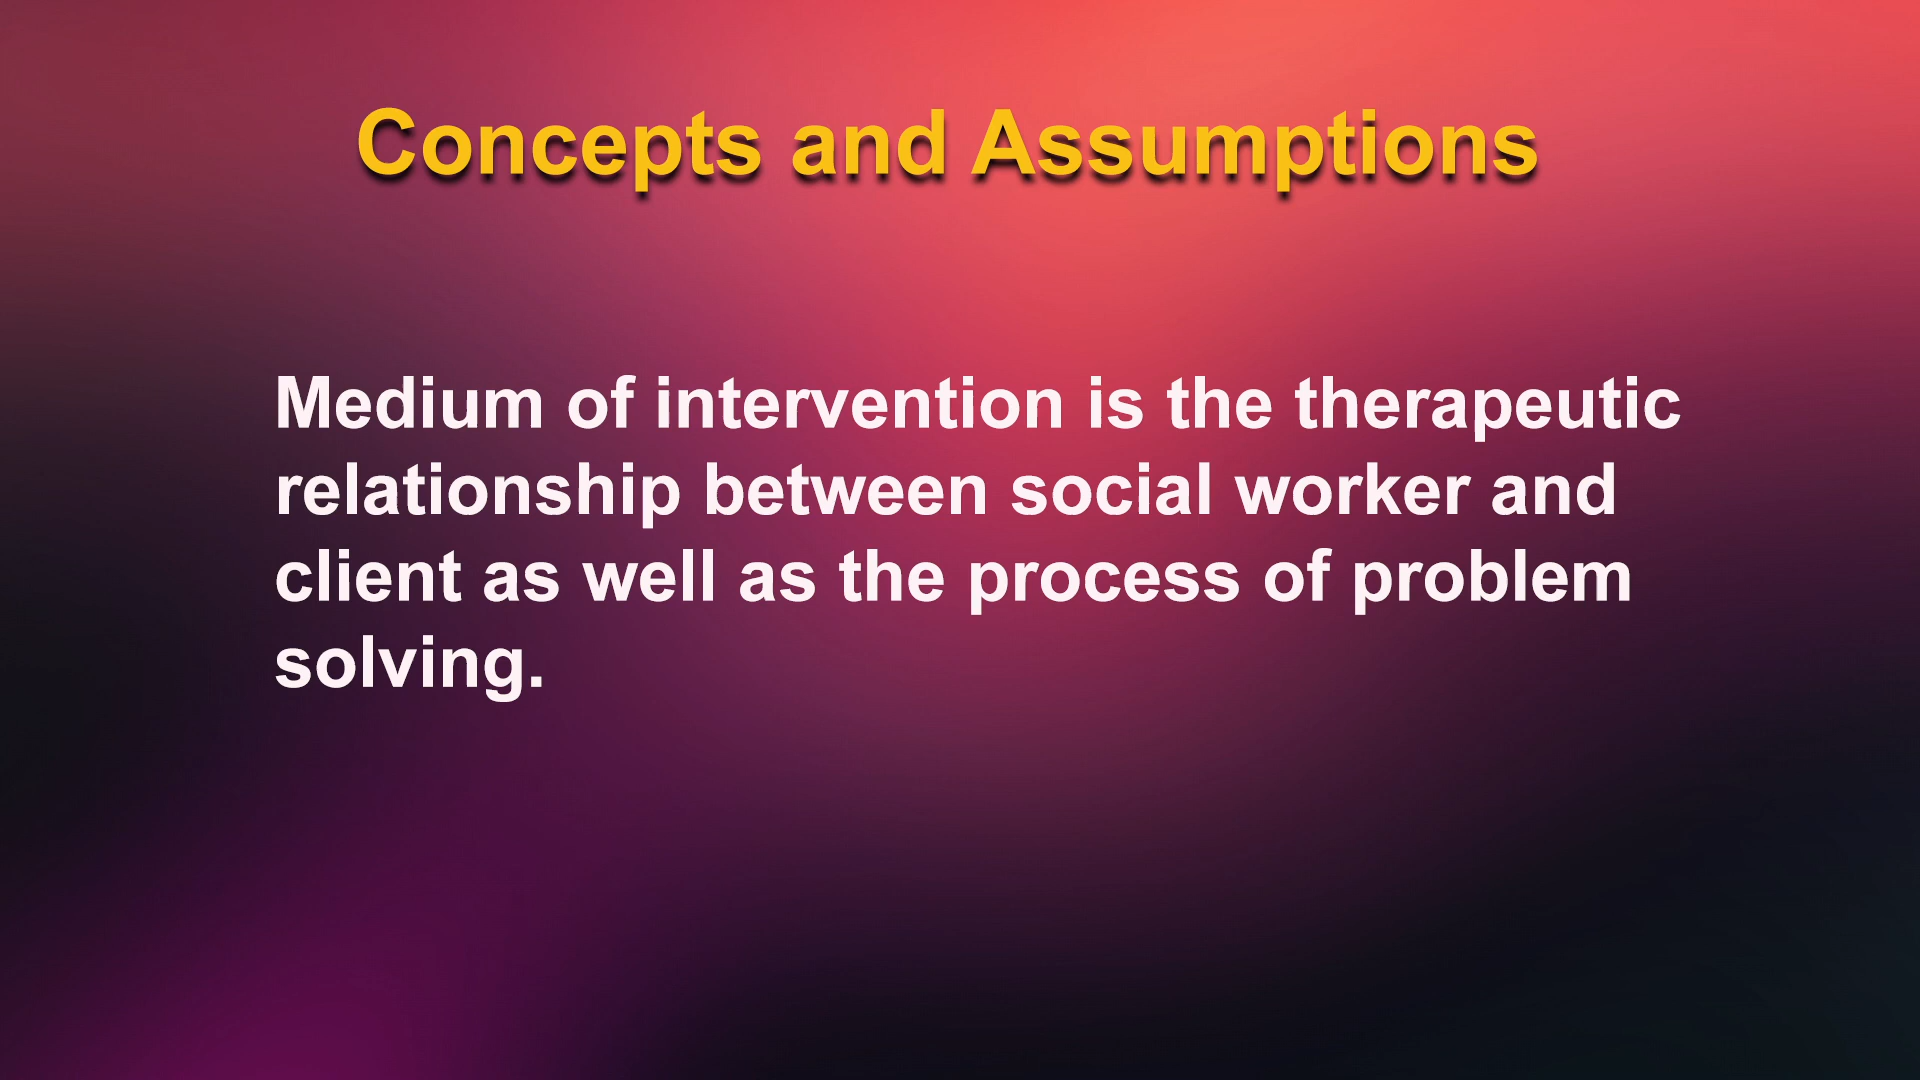 Concepts and Assumptions
Medium of intervention is the therapeutic
relationship between social worker and
client as well as the process of problem
solving.